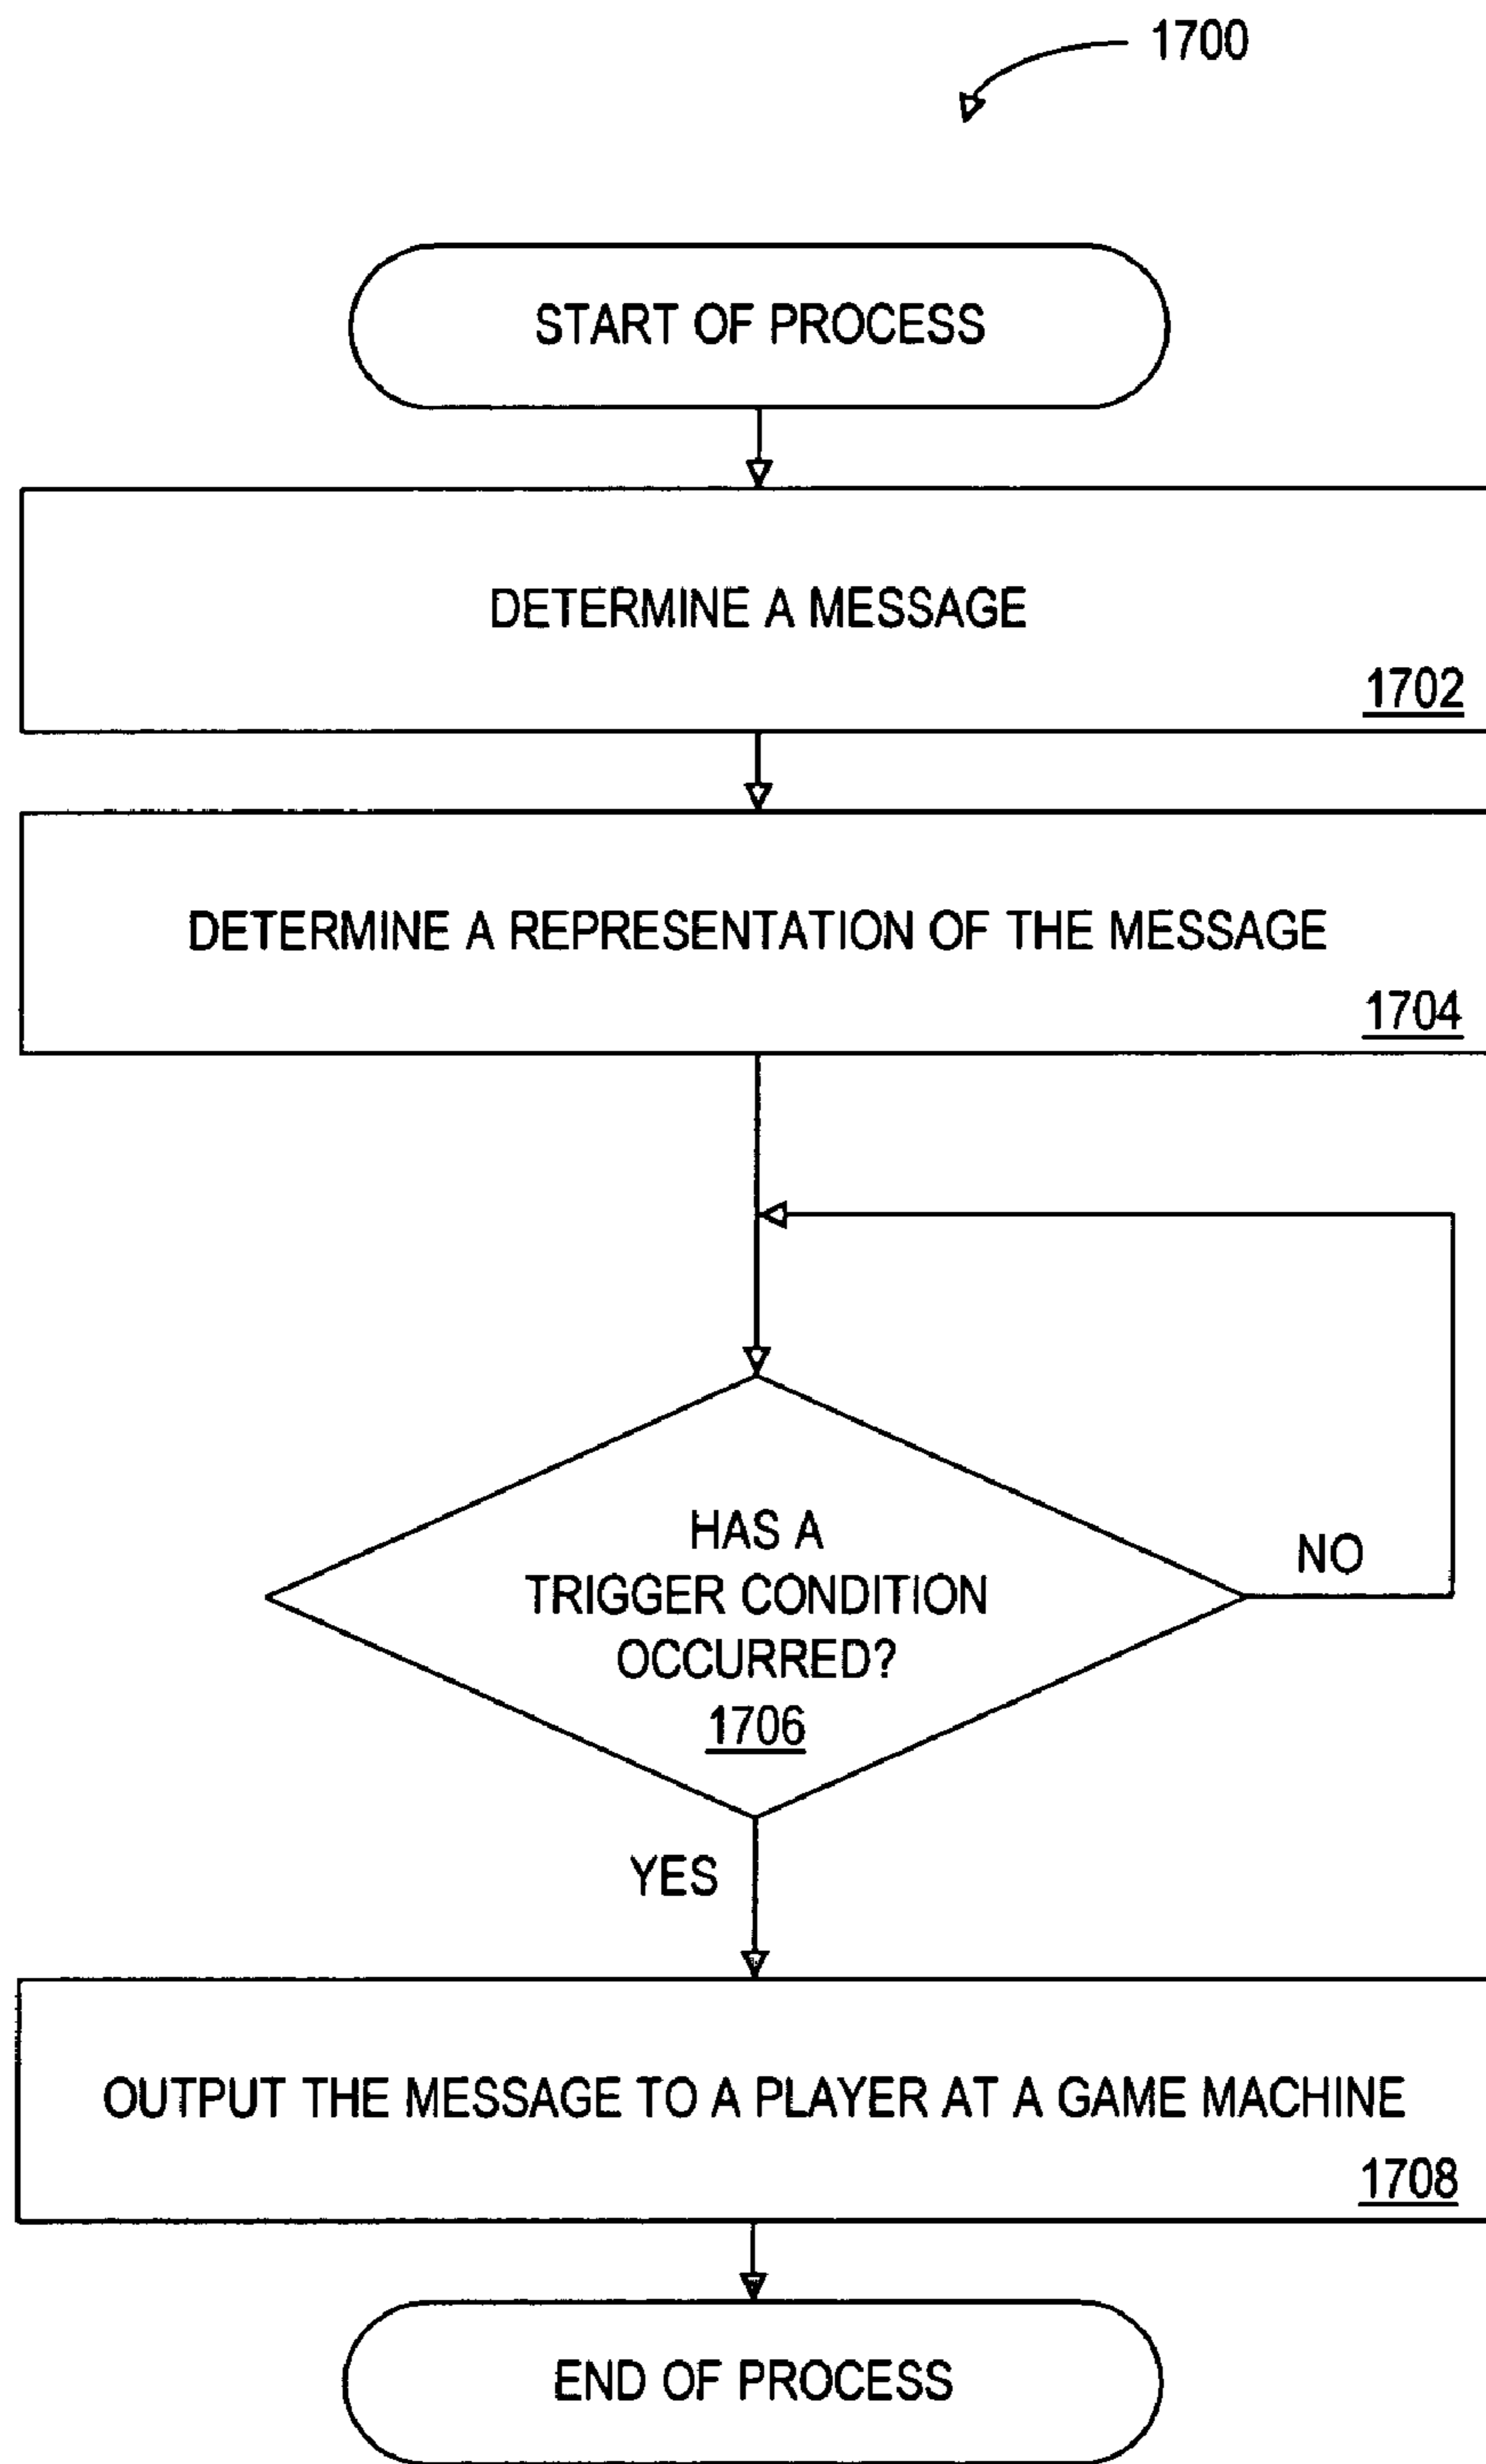 1700
START OF PROCESS
DETERMINE A MESSAGE
1702
DETERMINE A REPRESENTATION OF THE MESSAGE
1704
HAS A
TRIGGER CONDITION
OCCURRED?
1706
NO
YES
OUTPUT THE MESSAGE TO A PLAYER AT A GAME MACHINE
1708
END OF PROCESS